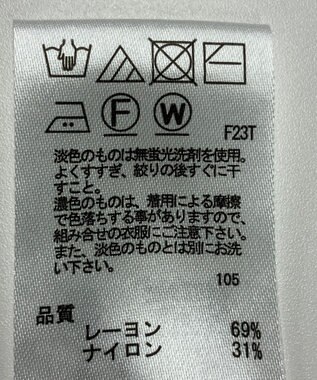 F W F23T
淡色のものは無蛍光洗剤を使用。
よくすすぎ、絞りの後すぐに干
すこと。
濃色のものは、着用による摩擦
で色落ちする事がありますので、
組み合せの衣服にご注意下さい。
また、淡色のものとは別にお洗
い下さい。
105
品質
レーヨン 69%
ナイロン 31%